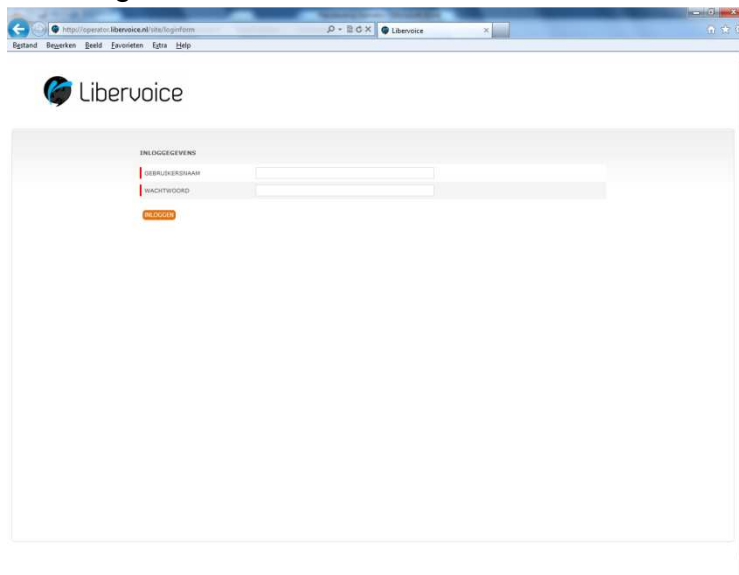 http://operator.libervoice.nl/site/loginform
Libervoice
Bestand Bewerken Beeld Favorieten Extra Help
Libervoice
INLOGGEGEVENS
GEBRUIKERSNAAM
WACHTWOORD
INLOGGEN